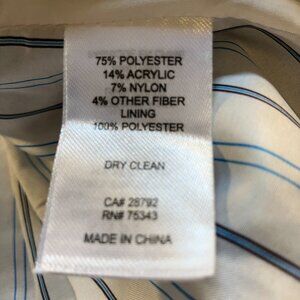 75% POLYESTER
14% ACRYLIC
7% NYLON
4% OTHER FIBER
LINING
100% POLYESTER
DRY CLEAN
CA# 28792
RN# 75343
MADE IN CHINA